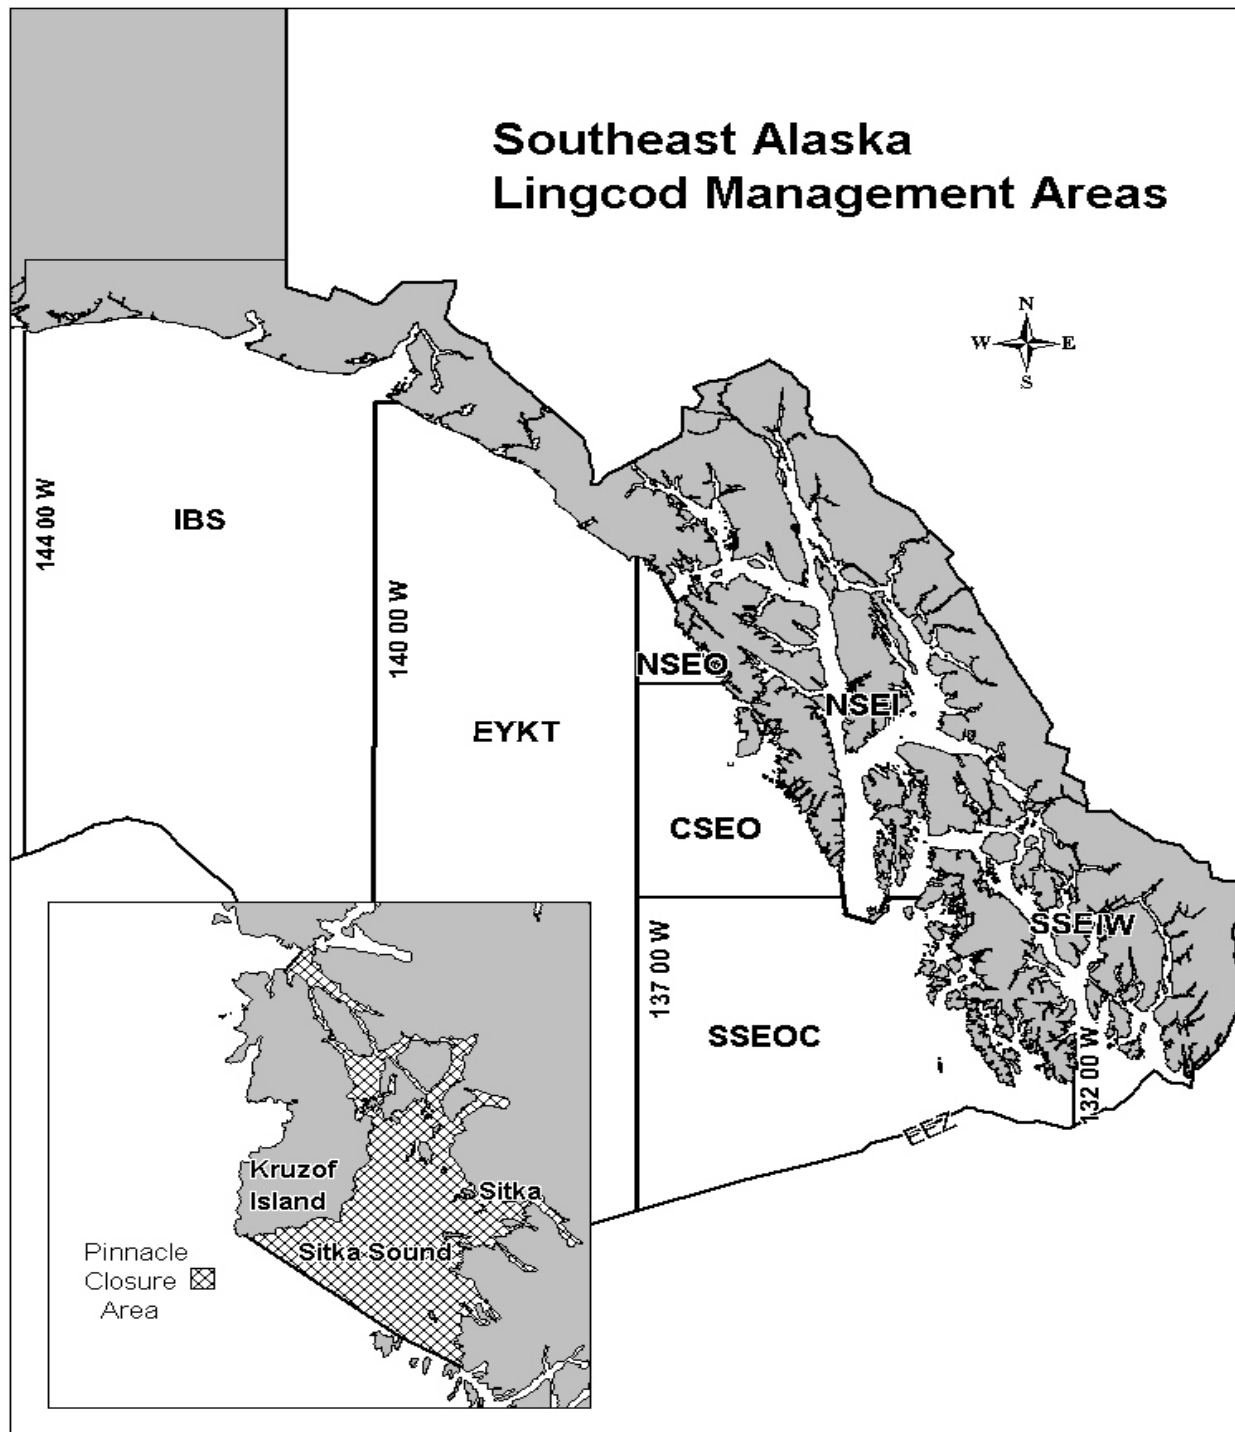 Southeast Alaska
Lingcod Management Areas
N
W E
S
144 00 W
IBS
140 00 W
EYKT
NSEO
NSEI
CSEO
137 00 W
SSEIW
SSEOC
132 00 W
EEZ
Kruzof
Island
Sitka
Sitka Sound
Pinnacle
Closure
Area